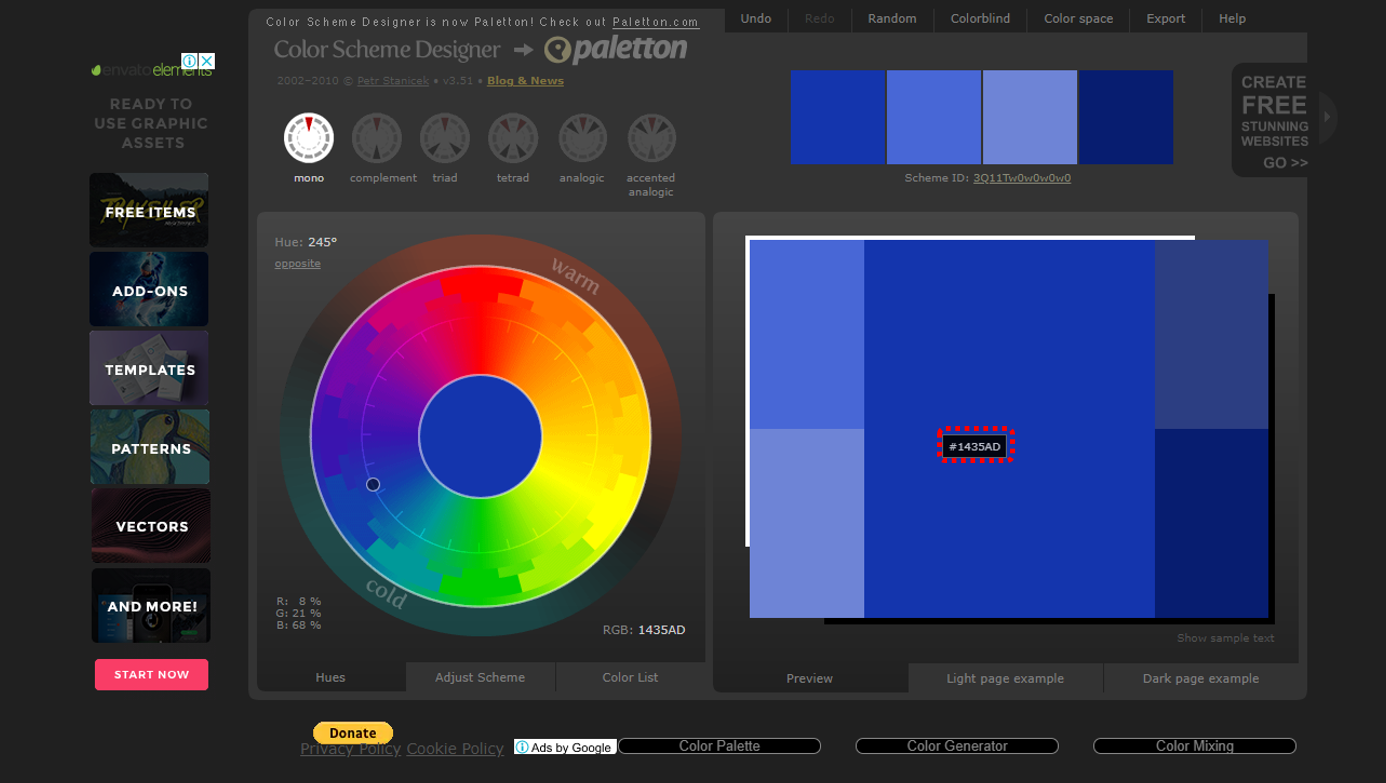 Color Scheme Designer is now Paletton! Check out Paletton.com
Undo
Redo
Random
Colorblind
Color space
Export
Help
Color Scheme Designer
paletton
2002–2010 © Petr Stanicek • v3.51 • Blog & News
envato elements
READY TO
USE GRAPHIC
ASSETS
FREE ITEMS
ADD-ONS
TEMPLATES
PATTERNS
VECTORS
AND MORE!
START NOW
mono
complement
triad
tetrad
analogic
accented
analogic
Scheme ID: 3Q11Tw0w0w0w0
CREATE
FREE
STUNNING
WEBSITES
GO >>
Hue: 245°
opposite
warm
cold
R: 8 %
G: 21 %
B: 68 %
RGB: 1435AD
#1435AD
Show sample text
Hues
Adjust Scheme
Color List
Preview
Light page example
Dark page example
Donate
Privacy Policy Cookie Policy
Ads by Google
Color Palette
Color Generator
Color Mixing